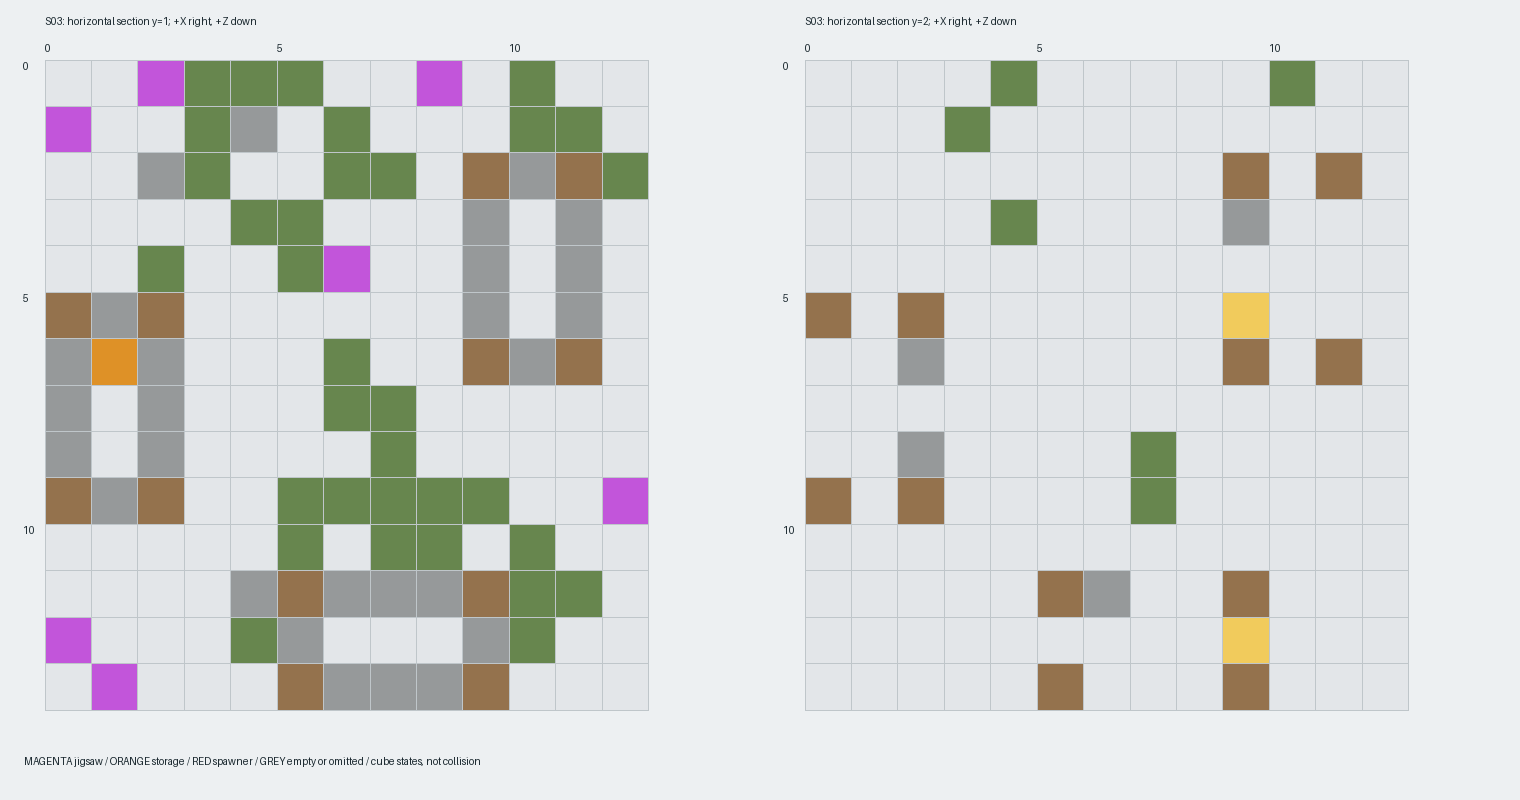 S03: horizontal section y=1; +X right, +Z down
S03: horizontal section y=2; +X right, +Z down
0 5 10
0 5 10
0 0
5 5
10 10
MAGENTA jigsaw / ORANGE storage / RED spawner / GREY empty or omitted / cube states, not collision